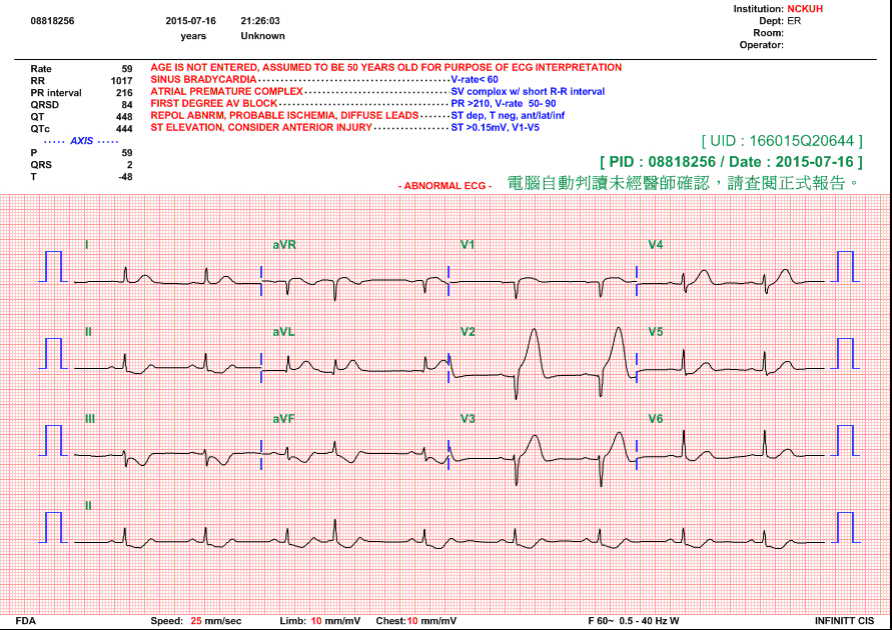 Institution: NCKUH
08818256 2015-07-16 21:26:03 Dept: ER
years Unknown Room:
Operator:
Rate 59 AGE IS NOT ENTERED, ASSUMED TO BE 50 YEARS OLD FOR PURPOSE OF ECG INTERPRETATION
RR 1017 SINUS BRADYCARDIA V-rate< 60
PR interval 216 ATRIAL PREMATURE COMPLEX SV complex w/ short R-R interval
QRSD 84 FIRST DEGREE AV BLOCK PR >210, V-rate 50- 90
QT 448 REPOL ABNRM, PROBABLE ISCHEMIA, DIFFUSE LEADS ST dep, T neg, ant/lat/inf
QTc 444 ST ELEVATION, CONSIDER ANTERIOR INJURY ST >0.15mV, V1-V5
----- AXIS ----- [ UID : 166015Q20644 ]
P 59
QRS 2 [ PID : 08818256 / Date : 2015-07-16 ]
T -48
- ABNORMAL ECG - 電腦自動判讀未經醫師確認，請查閱正式報告。
I aVR V1 V4
II aVL V2 V5
III aVF V3 V6
II
FDA Speed: 25 mm/sec Limb: 10 mm/mV Chest: 10 mm/mV F 60~ 0.5 - 40 Hz W INFINITT CIS